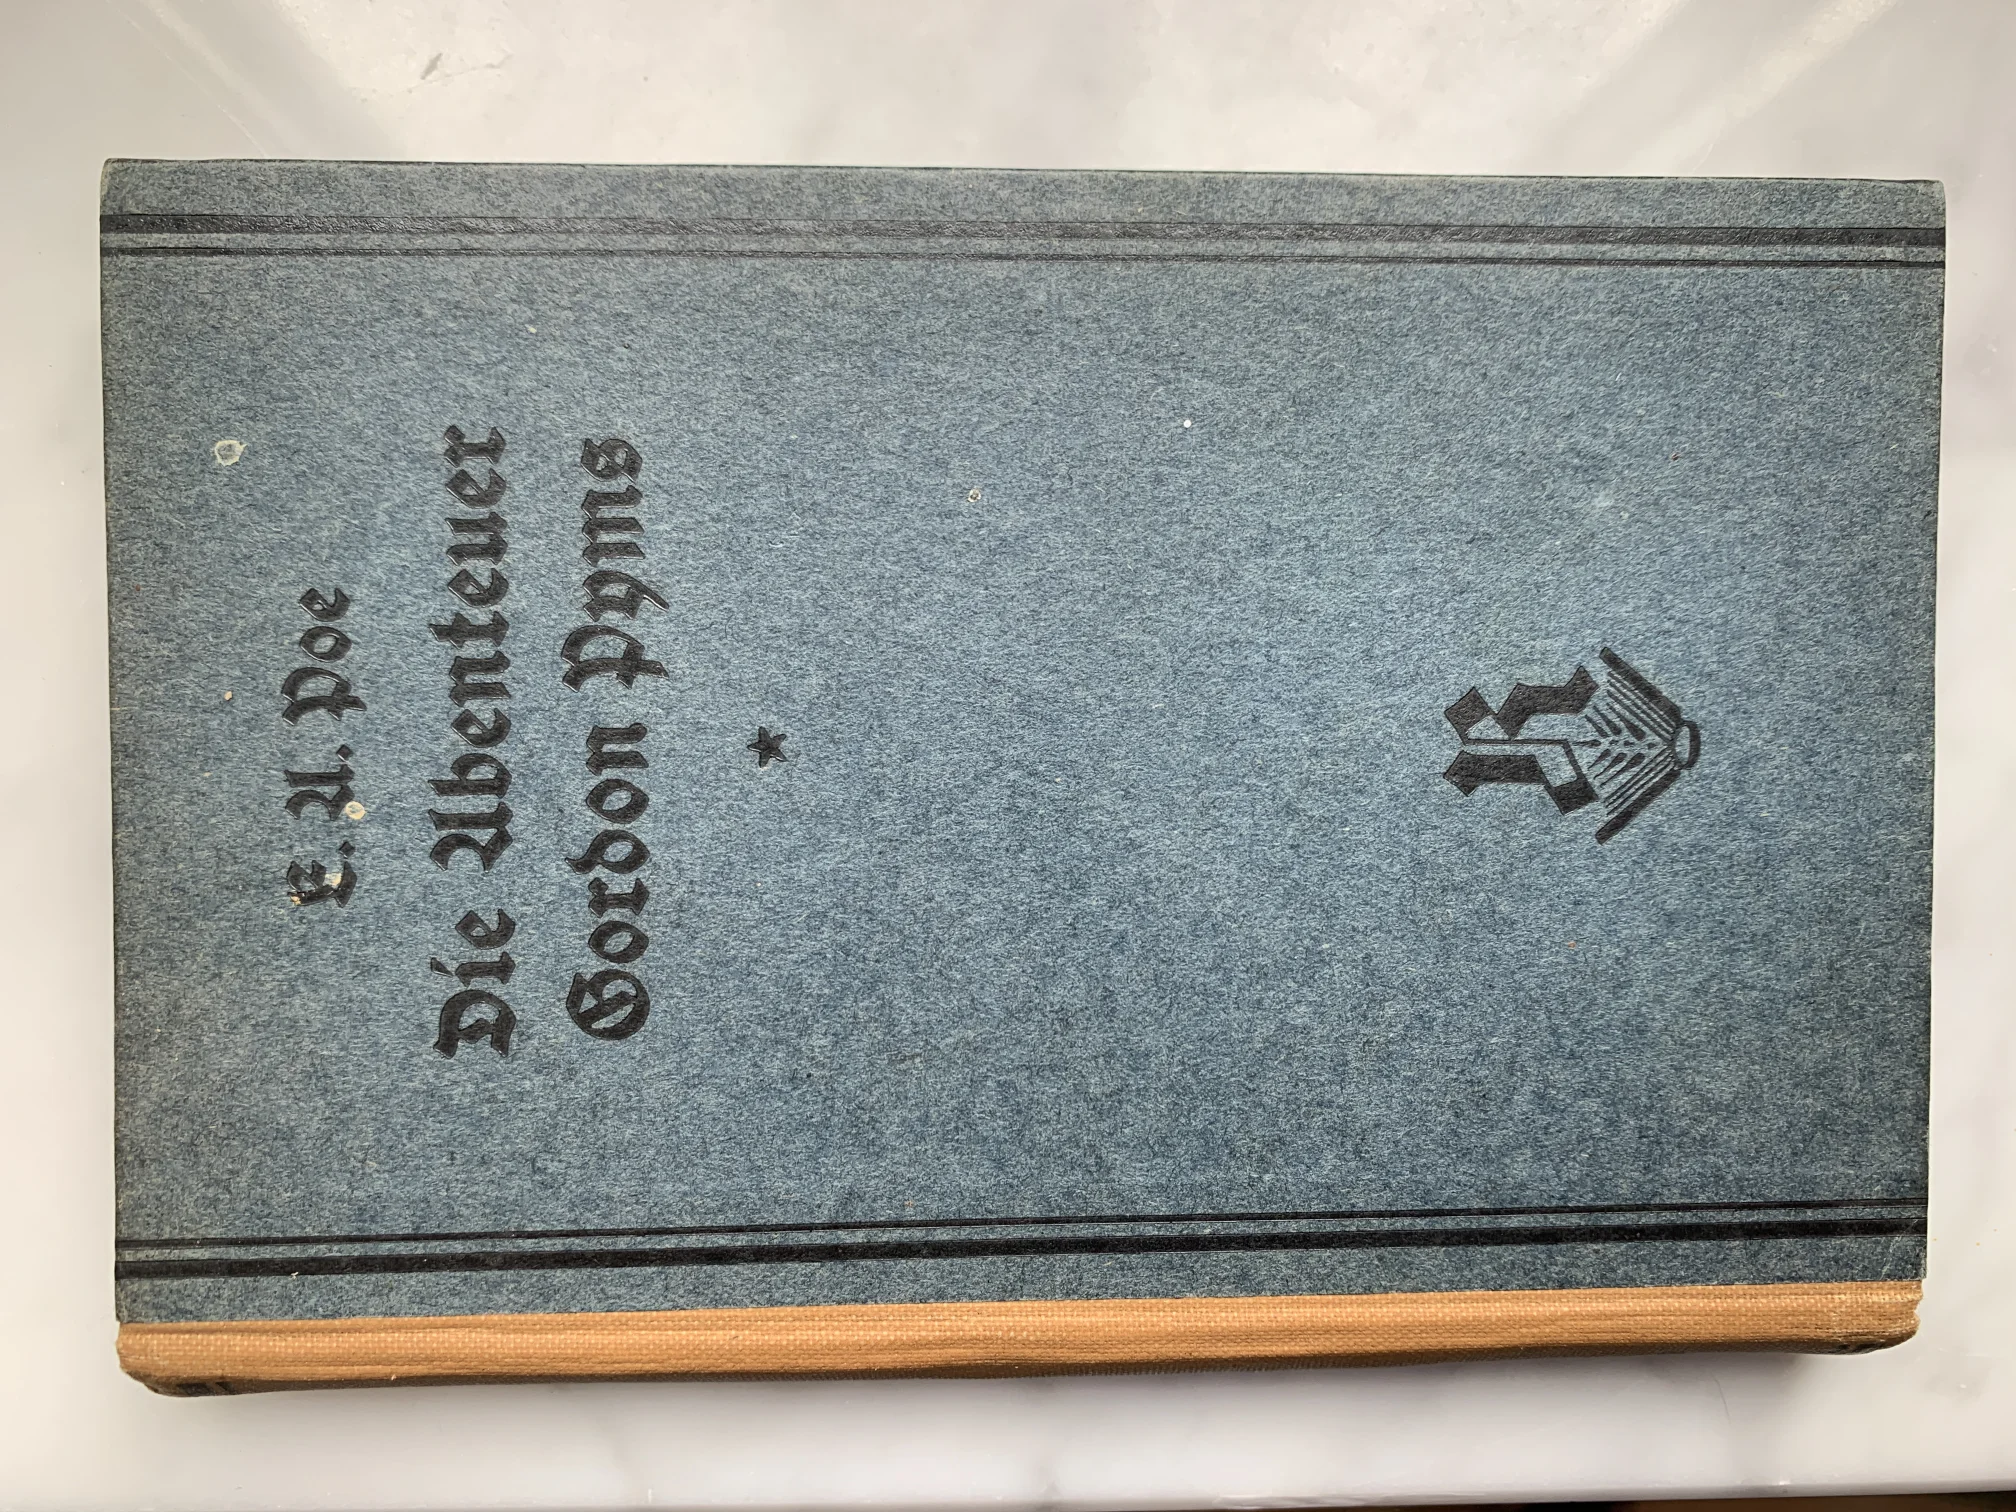 E. A. Poe
Die Abenteuer
Gordon Pyms
R